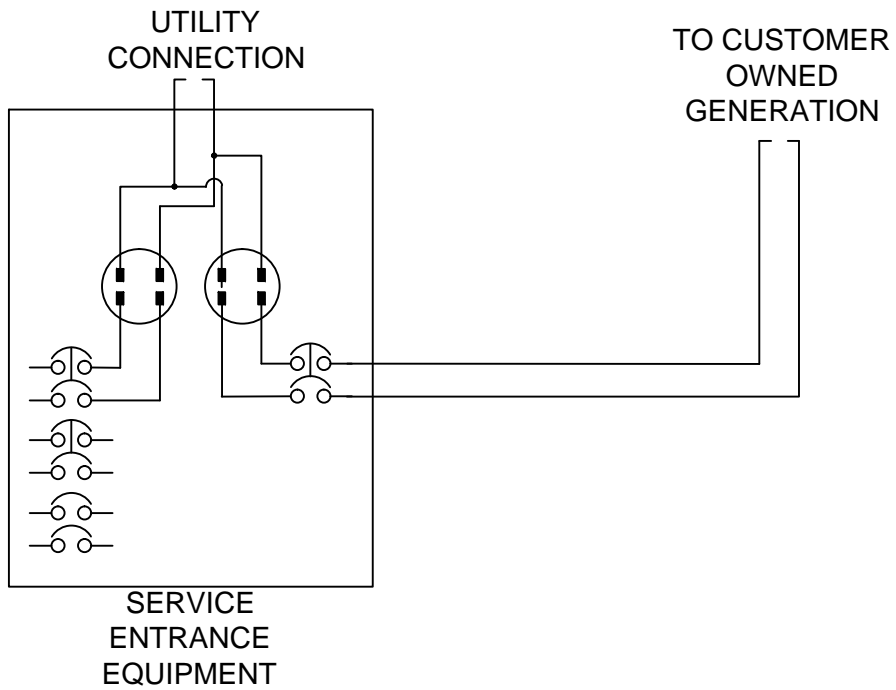 UTILITY
CONNECTION
TO CUSTOMER
OWNED
GENERATION
SERVICE
ENTRANCE
EQUIPMENT